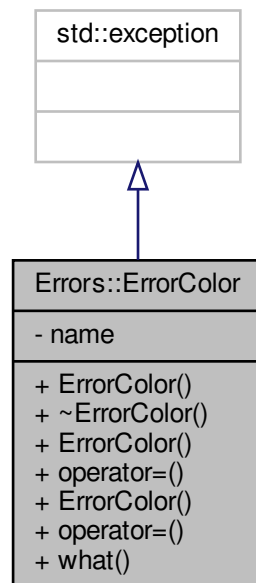 std::exception
Errors::ErrorColor
- name
+ ErrorColor()
+ ~ErrorColor()
+ ErrorColor()
+ operator=()
+ ErrorColor()
+ operator=()
+ what()